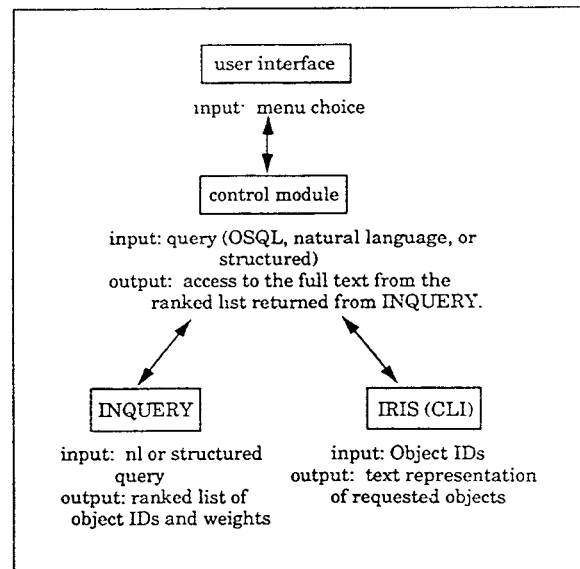 user interface
input: menu choice
control module
input: query (OSQL, natural language, or
structured)
output: access to the full text from the
ranked list returned from INQUERY.
INQUERY
input: nl or structured
query
output: ranked list of
object IDs and weights
IRIS (CLI)
input: Object IDs
output: text representation
of requested objects